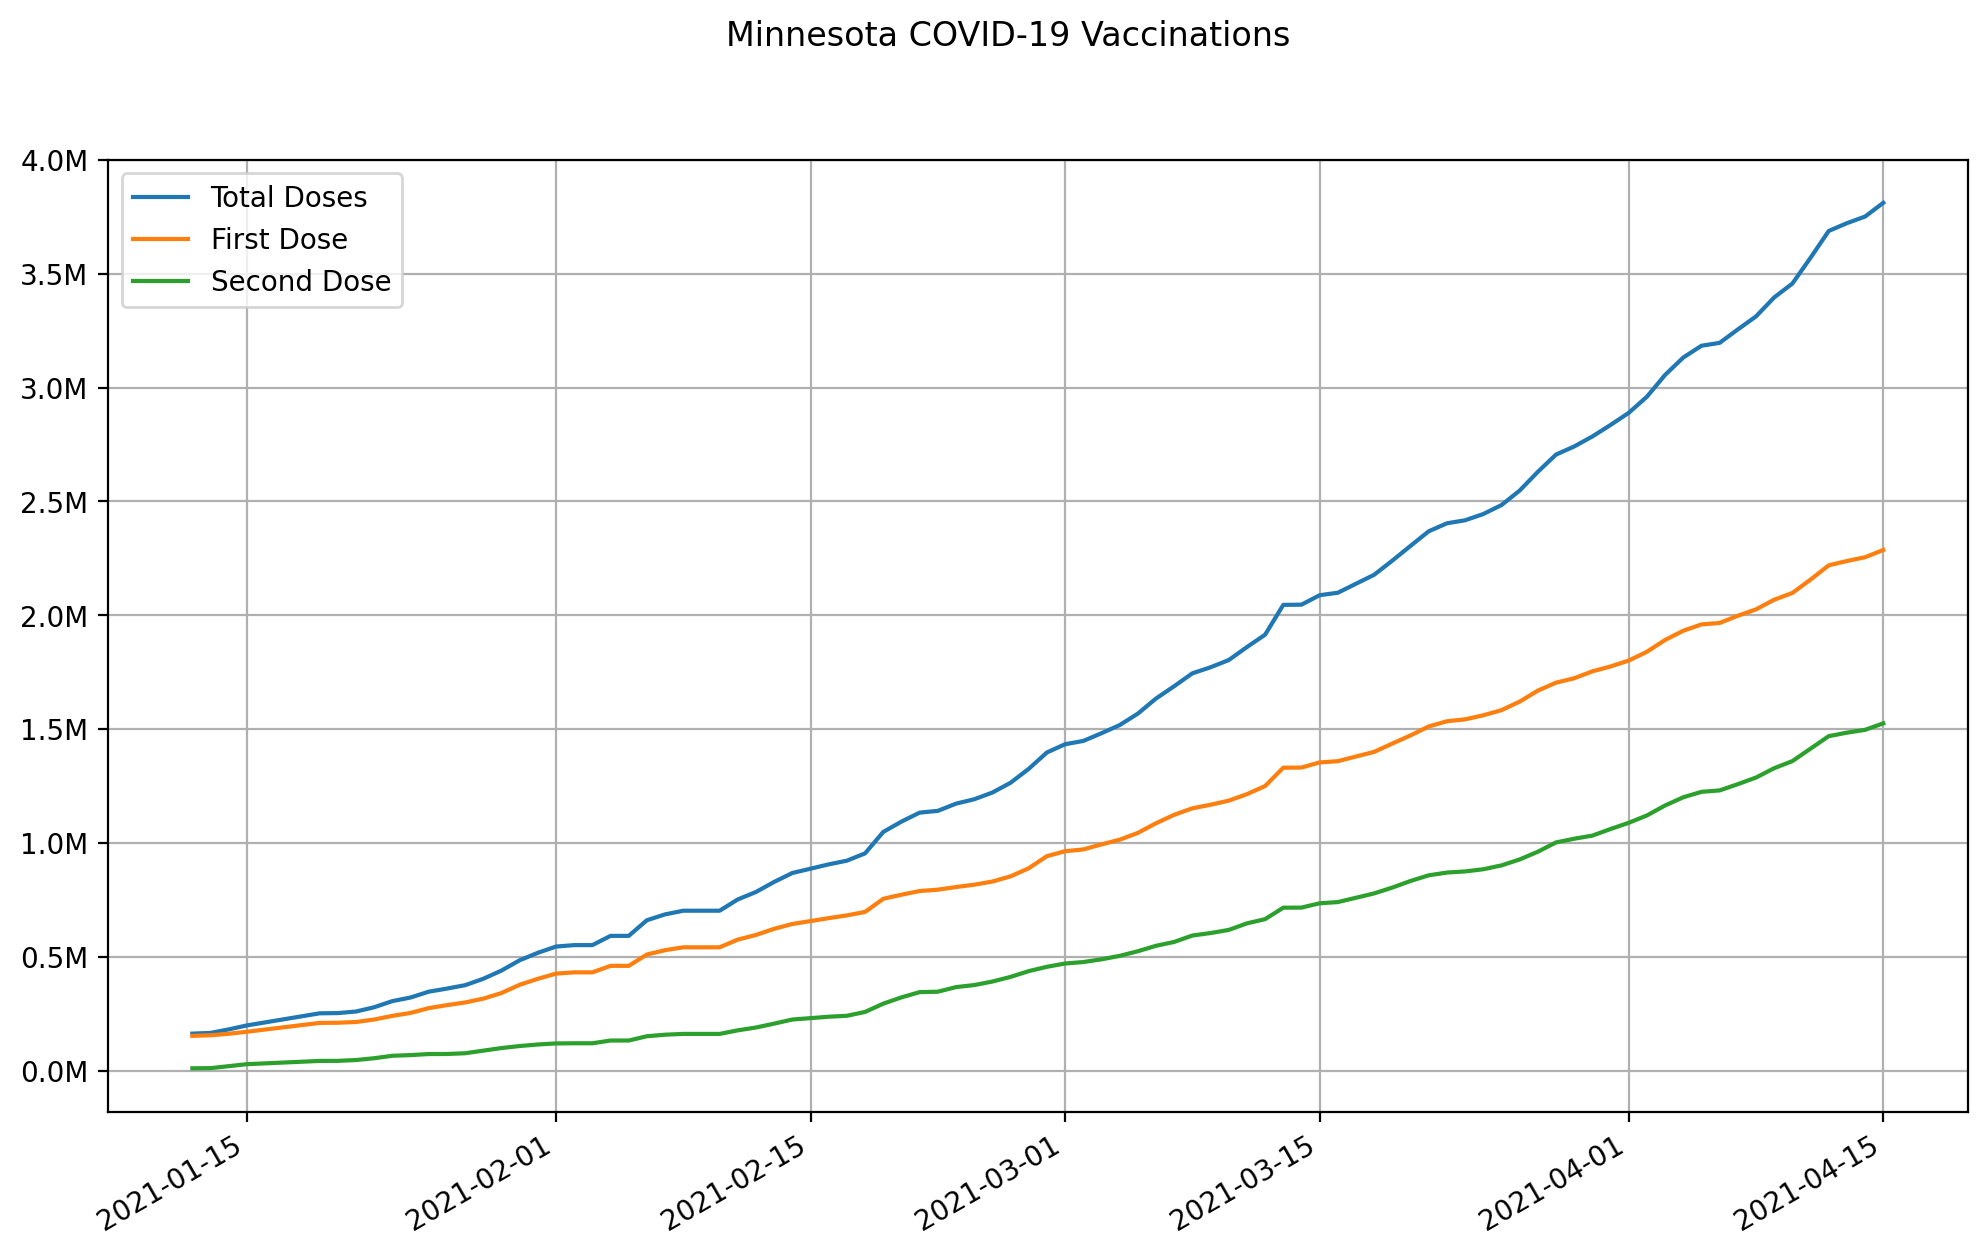 Minnesota COVID-19 Vaccinations
4.0M
3.5M
3.0M
2.5M
2.0M
1.5M
1.0M
0.5M
0.0M
Total Doses
First Dose
Second Dose
2021-01-15
2021-02-01
2021-02-15
2021-03-01
2021-03-15
2021-04-01
2021-04-15